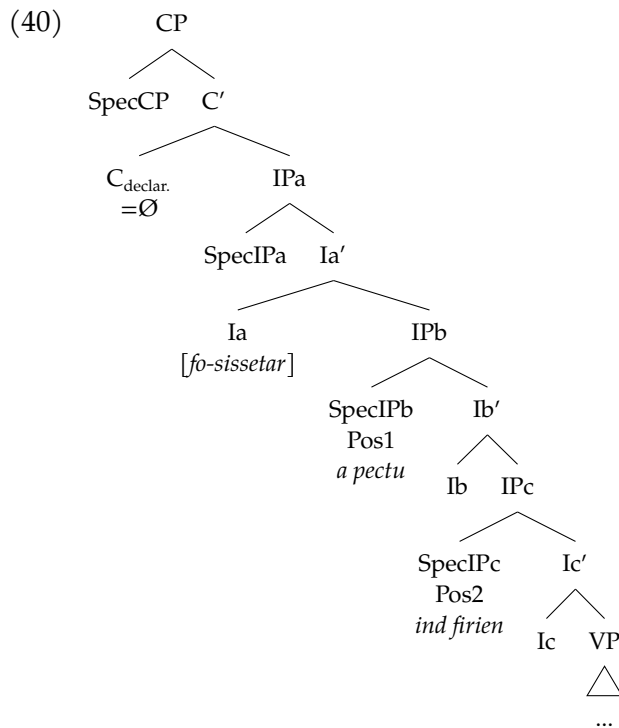 (40) CP
SpecCP C′
C declar. IPa
=Ø
SpecIPa Ia′
Ia IPb
[fo-sissetar]
SpecIPb Ib′
Pos1
a pectu Ib IPc
SpecIPc Ic′
Pos2
ind firien Ic VP
...